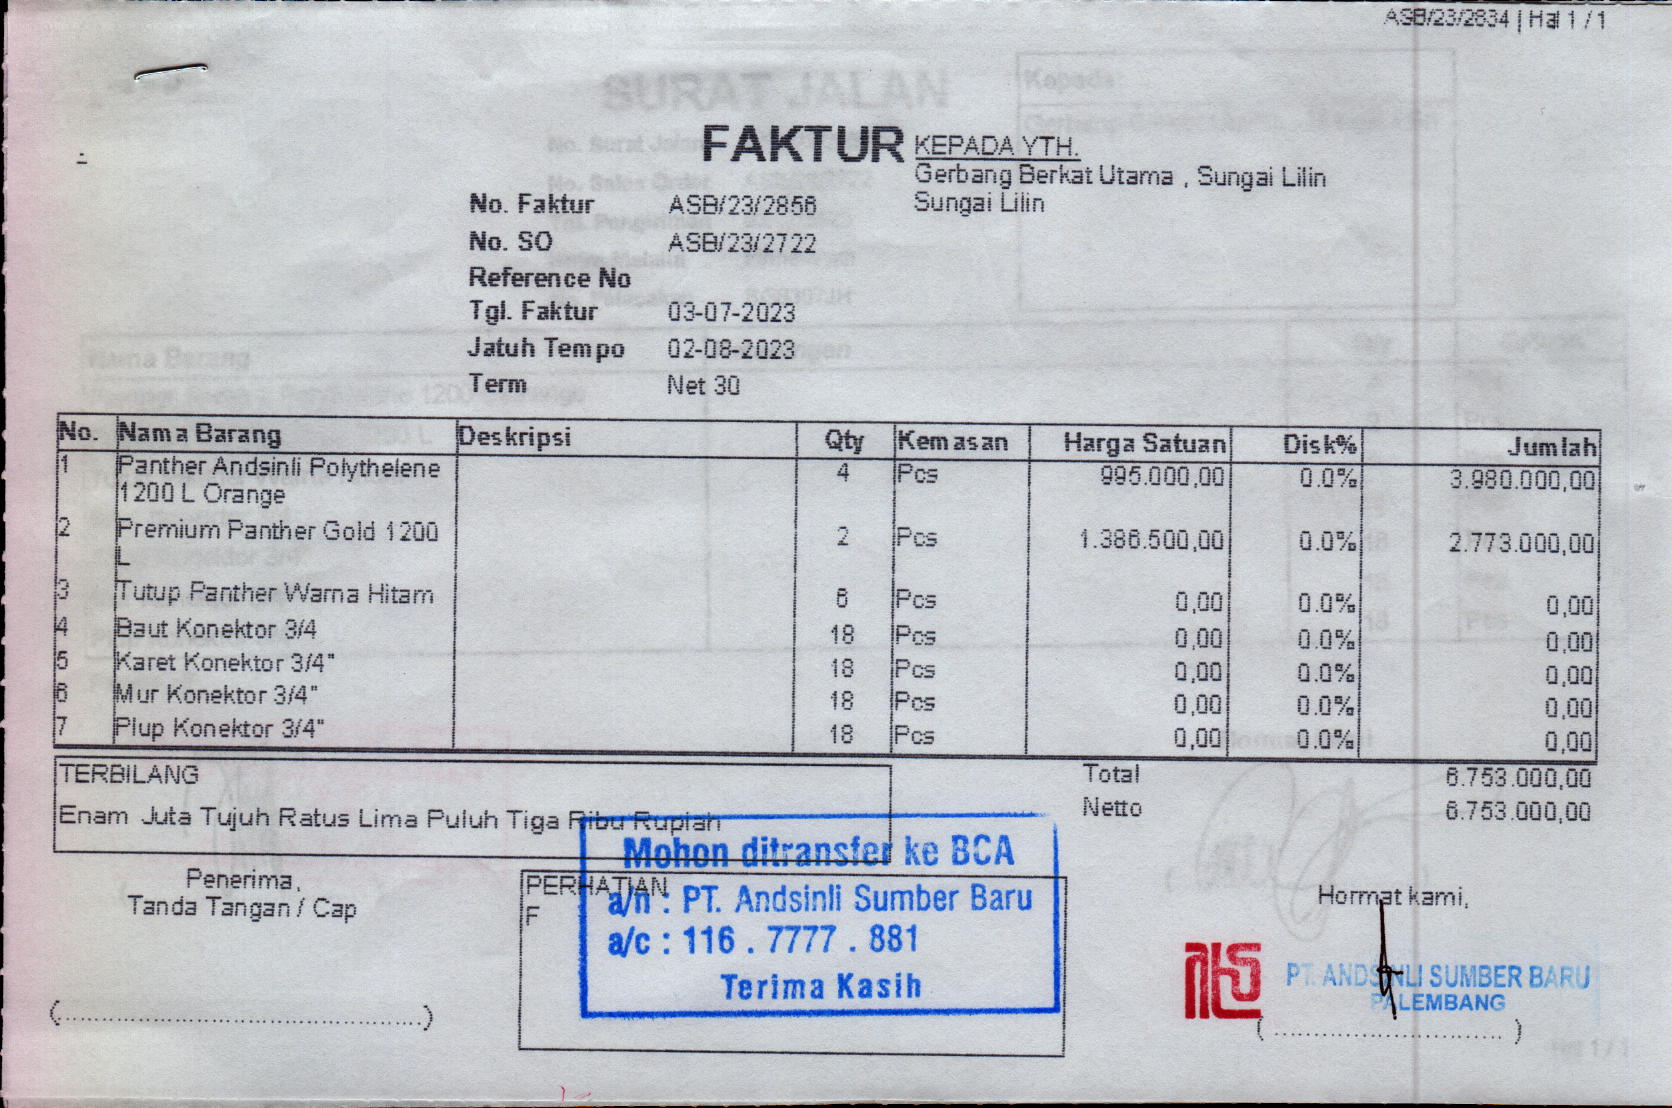 ASB/23/2834 | Hal 1 / 1
FAKTUR
KEPADA YTH.
Gerbang Berkat Utama , Sungai Lilin
Sungai Lilin
No. Faktur ASB/23/2856
No. SO ASB/23/2722
Reference No
Tgl. Faktur 03-07-2023
Jatuh Tempo 02-08-2023
Term Net 30
No. Nama Barang Deskripsi Qty Kemasan Harga Satuan Disk% Jumlah
1 Panther Andsinli Polythelene 4 Pcs 995.000,00 0.0% 3.980.000,00
1200 L Orange
2 Premium Panther Gold 1200 2 Pcs 1.386.500,00 0.0% 2.773.000,00
L
3 Tutup Panther Warna Hitam 6 Pcs 0,00 0.0% 0,00
4 Baut Konektor 3/4 18 Pcs 0,00 0.0% 0,00
5 Karet Konektor 3/4" 18 Pcs 0,00 0.0% 0,00
6 Mur Konektor 3/4" 18 Pcs 0,00 0.0% 0,00
7 Plup Konektor 3/4" 18 Pcs 0,00 0.0% 0,00
TERBILANG
Enam Juta Tujuh Ratus Lima Puluh Tiga Ribu Rupiah
Total 6.753.000,00
Netto 6.753.000,00
Penerima,
Tanda Tangan / Cap
PERHATIAN
F
Mohon ditransfer ke BCA
a/n : PT. Andsinli Sumber Baru
a/c : 116 . 7777 . 881
Terima Kasih
Hormat kami,
PT. ANDSINLI SUMBER BARU
PALEMBANG
(..........................................)
( ............................ )